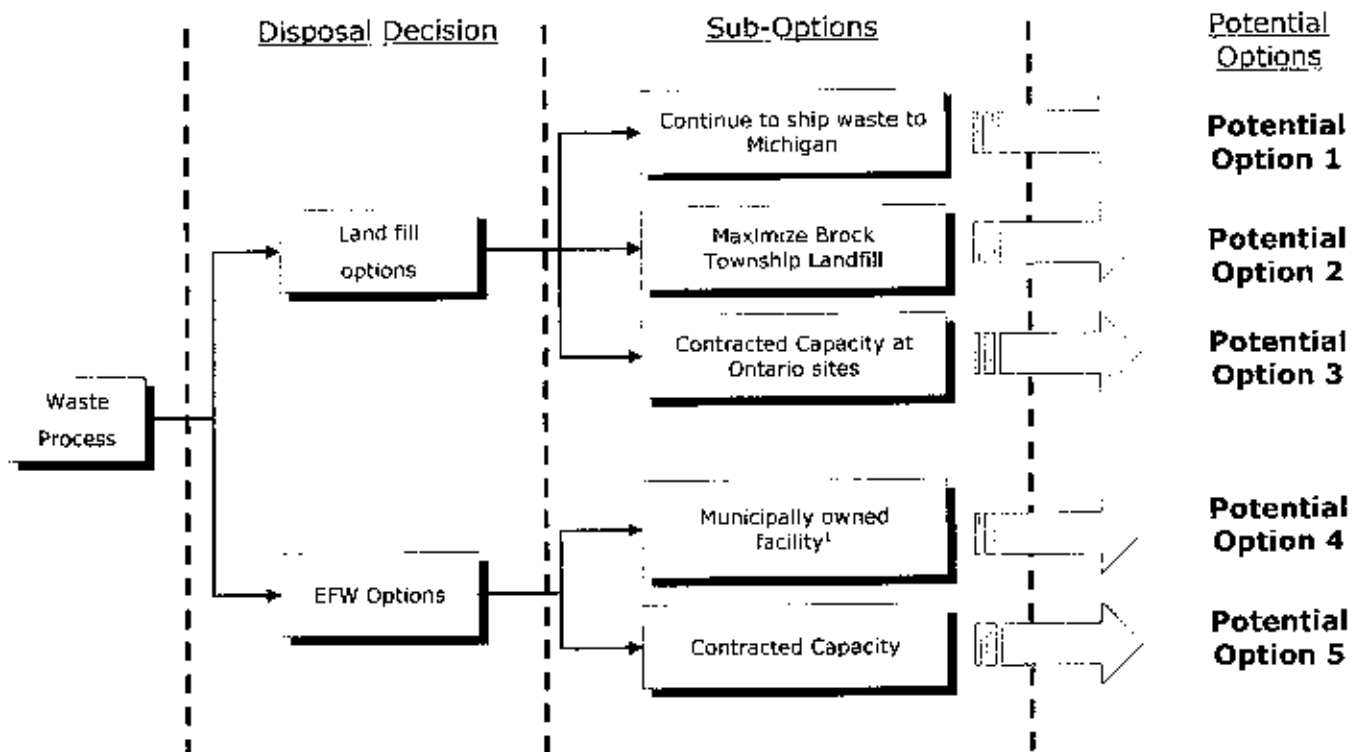 Disposal Decision
Sub-Options
Potential
Options
Continue to ship waste to
Michigan
Potential
Option 1
Land fill
options
Maximize Brock
Township Landfill
Potential
Option 2
Contracted Capacity at
Ontario sites
Potential
Option 3
Waste
Process
Municipally owned
facility¹
Potential
Option 4
EFW Options
Contracted Capacity
Potential
Option 5